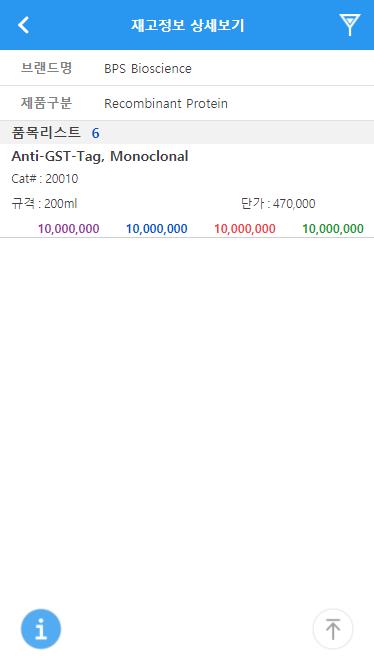 재고정보 상세보기
브랜드명 BPS Bioscience
제품구분 Recombinant Protein
품목리스트 6
Anti-GST-Tag, Monoclonal
Cat# : 20010
규격 : 200ml 단가 : 470,000
10,000,000 10,000,000 10,000,000 10,000,000